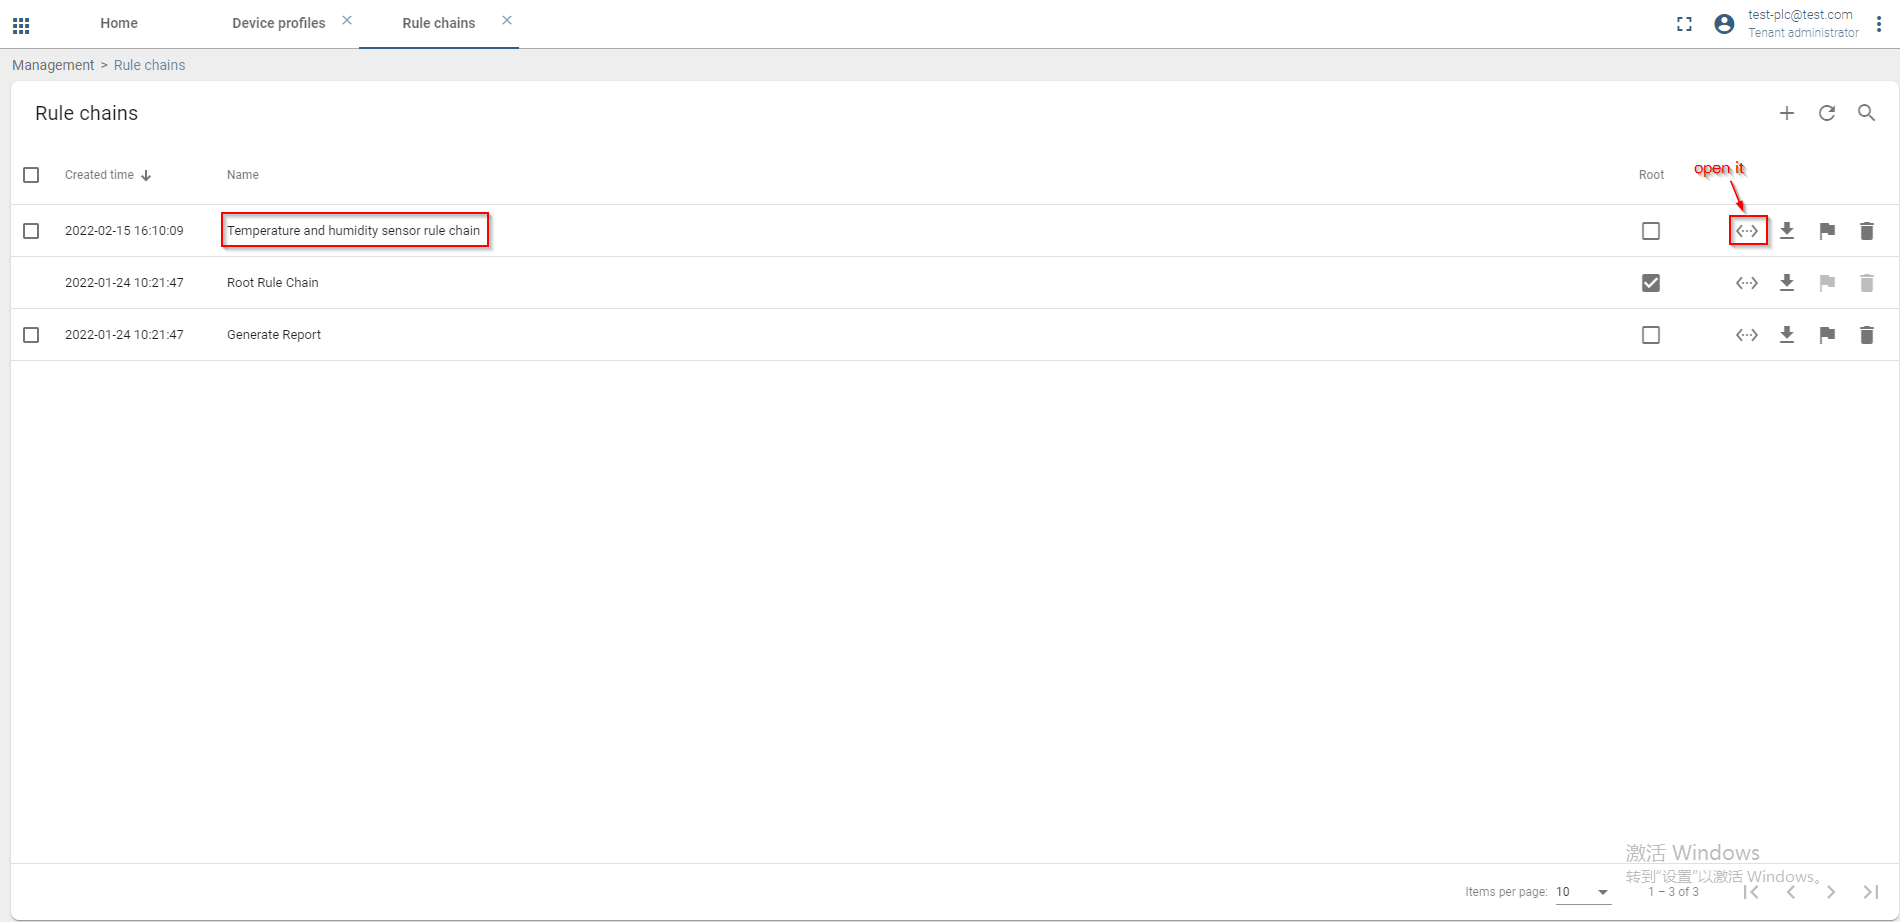 Home Device profiles Rule chains test-plc@test.com
Tenant administrator
Management > Rule chains
Rule chains
open it
Created time Name Root
2022-02-15 16:10:09 Temperature and humidity sensor rule chain
2022-01-24 10:21:47 Root Rule Chain
2022-01-24 10:21:47 Generate Report
激活 Windows
转到“设置”以激活 Windows。
Items per page: 10 1 – 3 of 3